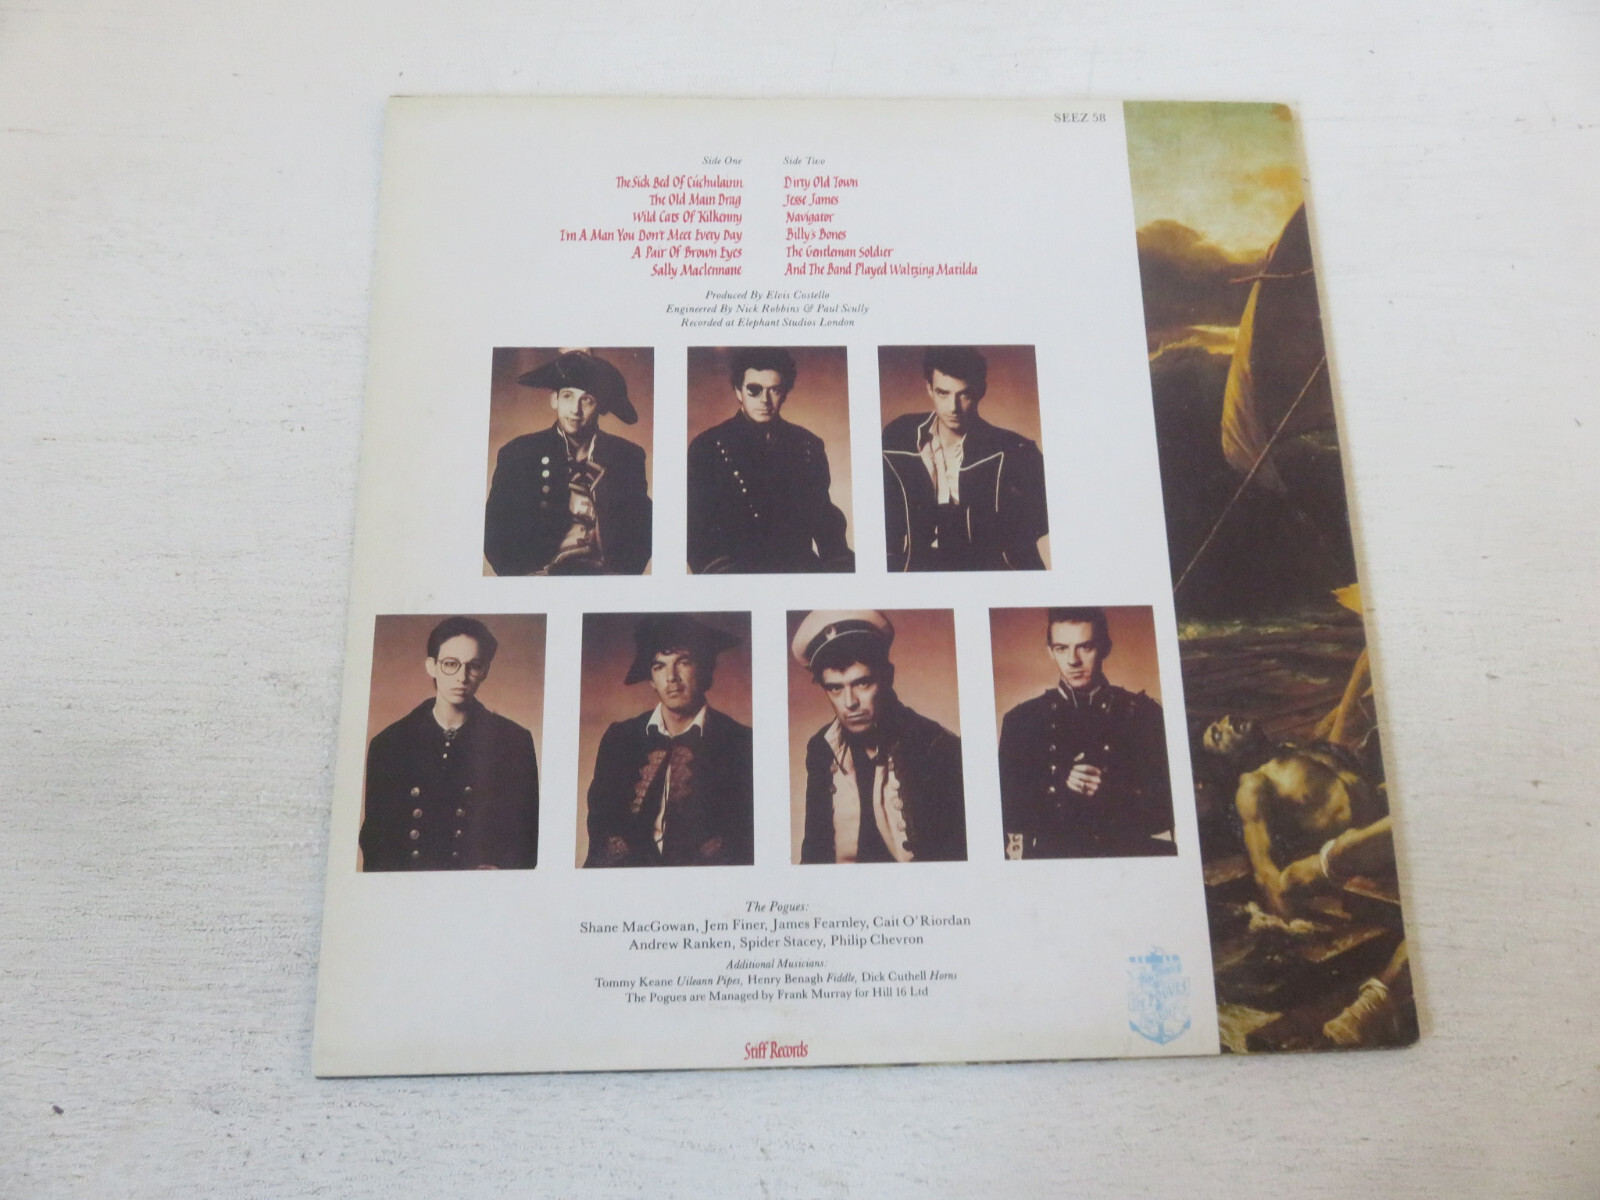 SEEZ 58
Side One
The Sick Bed Of Cúchulainn
The Old Main Drag
Wild Cats Of Kilkenny
I'm A Man You Don't Meet Every Day
A Pair Of Brown Eyes
Sally Maclennane
Side Two
Dirty Old Town
Jesse James
Navigator
Billy's Bones
The Gentleman Soldier
And The Band Played Waltzing Matilda
Produced By Elvis Costello
Engineered By Nick Robbins & Paul Scully
Recorded at Elephant Studios London
The Pogues:
Shane MacGowan, Jem Finer, James Fearnley, Cait O'Riordan
Andrew Ranken, Spider Stacey, Philip Chevron
Additional Musicians:
Tommy Keane Uileann Pipes, Henry Benagh Fiddle, Dick Cuthell Horns
The Pogues are Managed by Frank Murray for Hill 16 Ltd
Stiff Records